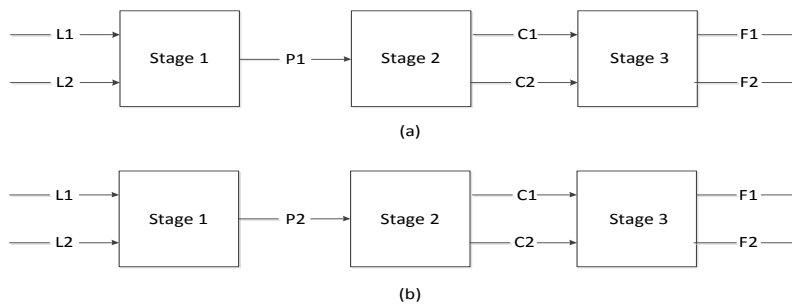 L1 C1 F1
Stage 1 P1 Stage 2 Stage 3
L2 C2 F2
(a)
L1 C1 F1
Stage 1 P2 Stage 2 Stage 3
L2 C2 F2
(b)